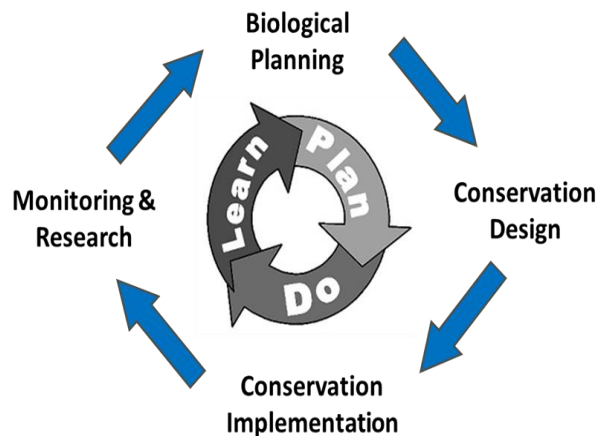 Biological
Planning
Conservation
Design
Conservation
Implementation
Monitoring &
Research
Plan
Do
Learn